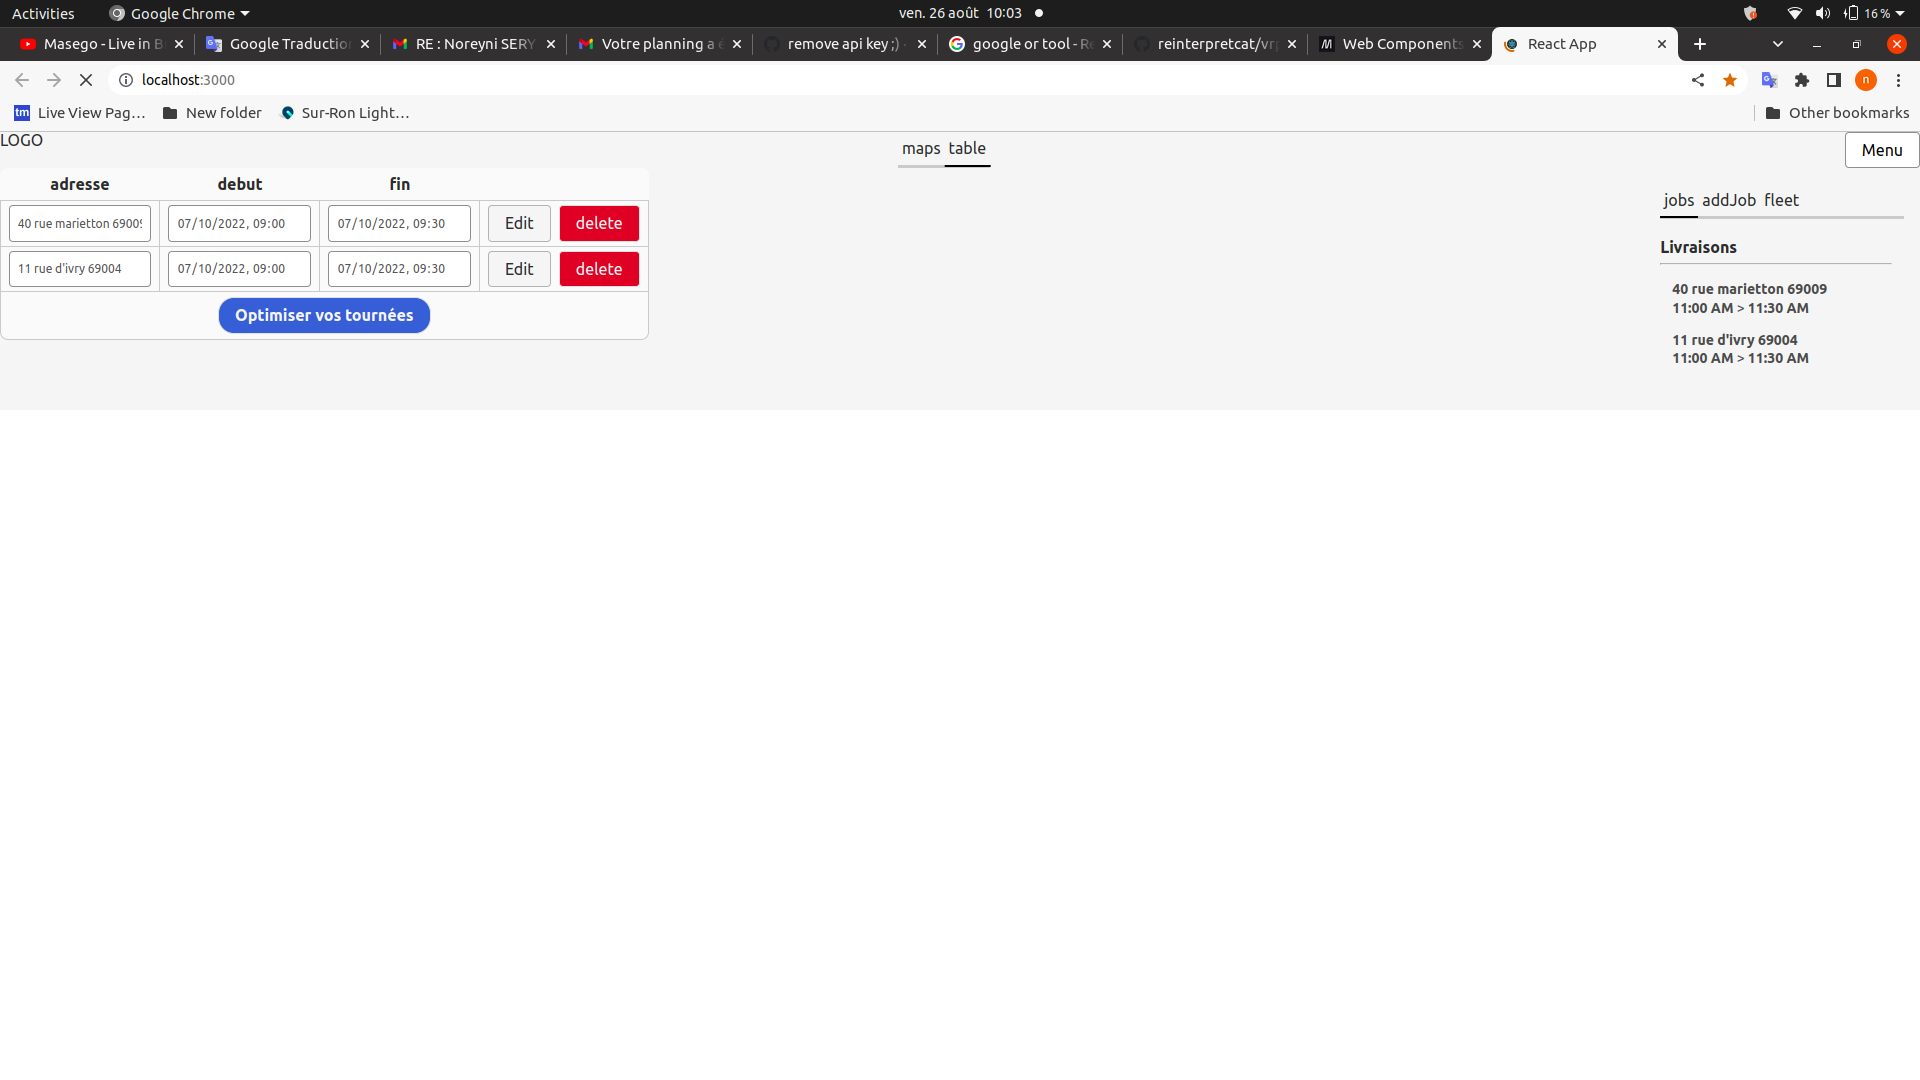 Activities
Google Chrome
ven. 26 août 10:03
16 %
Masego - Live in
Google Traduction
RE : Noreyni SERY
Votre planning a
remove api key ;)
google or tool -
reinterpretcat/vrp
Web Components
React App
localhost:3000
n
tm Live View Pag...
New folder
Sur-Ron Light...
Other bookmarks
LOGO
maps table
Menu
adresse debut fin
40 rue marietton 69009 07/10/2022, 09:00 07/10/2022, 09:30 Edit delete
11 rue d'ivry 69004 07/10/2022, 09:00 07/10/2022, 09:30 Edit delete
Optimiser vos tournées
jobs addJob fleet
Livraisons
40 rue marietton 69009
11:00 AM > 11:30 AM
11 rue d'ivry 69004
11:00 AM > 11:30 AM